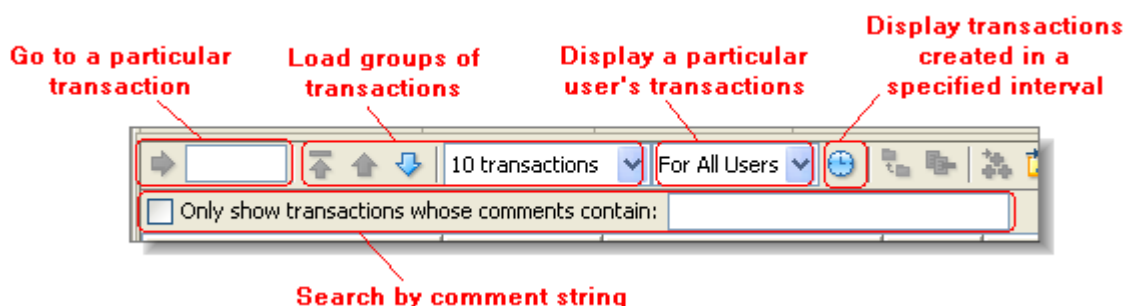 Display transactions
created in a
specified interval
Go to a particular
transaction
Load groups of
transactions
Display a particular
user's transactions
10 transactions
For All Users
Only show transactions whose comments contain:
Search by comment string